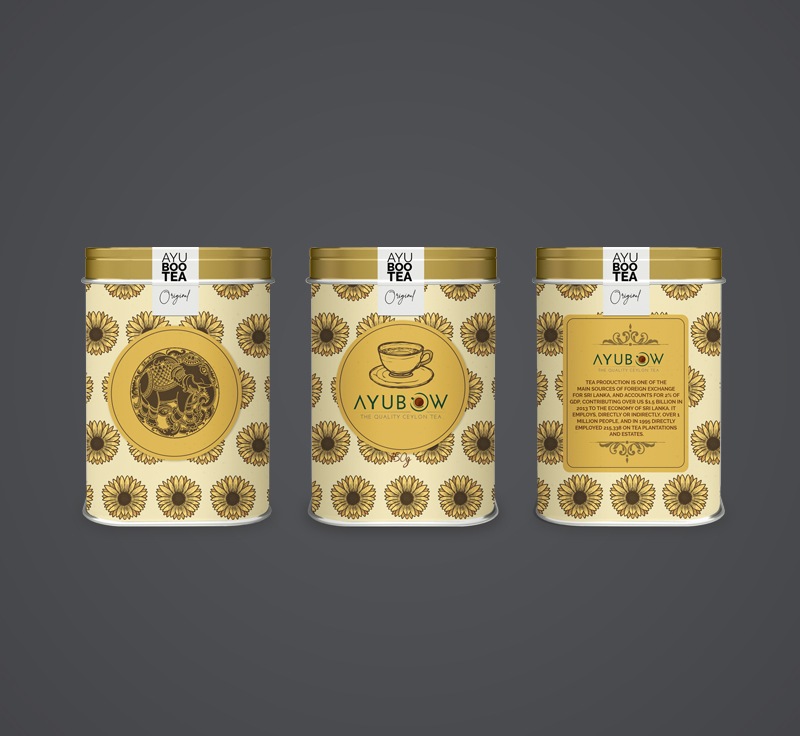 AYU
BOO
TEA
Original
AYU
BOO
TEA
Original
AYUBOW
THE QUALITY CEYLON TEA
50g
AYU
BOO
TEA
Original
AYUBOW
THE QUALITY CEYLON TEA
TEA PRODUCTION IS ONE OF THE
MAIN SOURCES OF FOREIGN EXCHANGE
FOR SRI LANKA, AND ACCOUNTS FOR 2% OF
GDP, CONTRIBUTING OVER US $1.5 BILLION IN
2013 TO THE ECONOMY OF SRI LANKA. IT
EMPLOYS, DIRECTLY OR INDIRECTLY, OVER 1
MILLION PEOPLE, AND IN 1995 DIRECTLY
EMPLOYED 215,338 ON TEA PLANTATIONS
AND ESTATES.